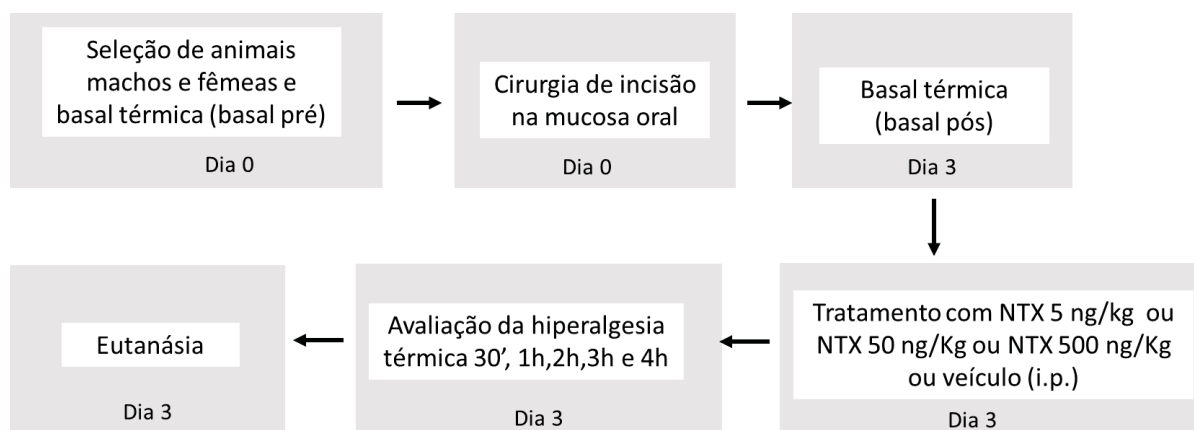 Seleção de animais
machos e fêmeas e
basal térmica (basal pré)
Dia 0
Cirurgia de incisão
na mucosa oral
Dia 0
Basal térmica
(basal pós)
Dia 3
Tratamento com NTX 5 ng/kg ou
NTX 50 ng/Kg ou NTX 500 ng/Kg
ou veículo (i.p.)
Dia 3
Avaliação da hiperalgesia
térmica 30’, 1h,2h,3h e 4h
Dia 3
Eutanásia
Dia 3